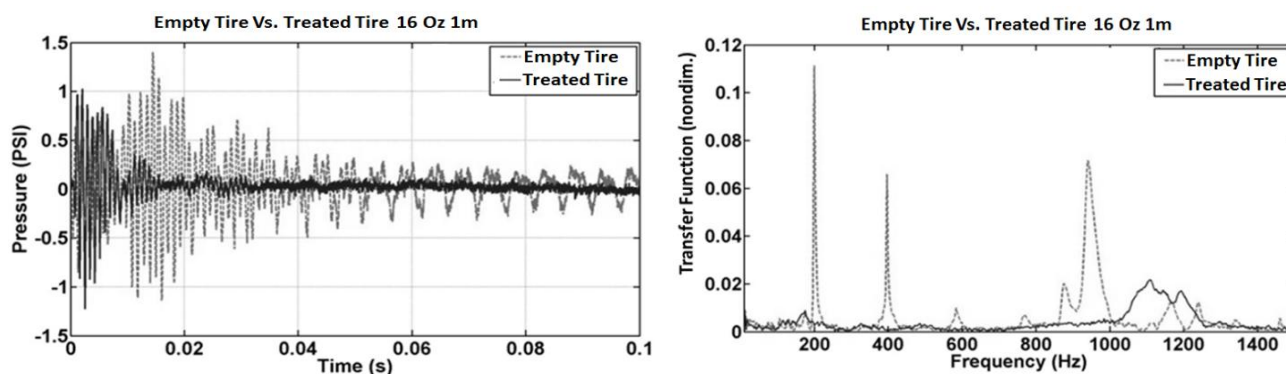 Empty Tire Vs. Treated Tire 16 Oz 1m
1.5
1
0.5
0
-0.5
-1
-1.5
Pressure (PSI)
Empty Tire
Treated Tire
0
0.02
0.04
0.06
0.08
0.1
Time (s)
Empty Tire Vs. Treated Tire 16 Oz 1m
0.12
0.10
0.08
0.06
0.04
0.02
0
Transfer Function (nondim.)
Empty Tire
Treated Tire
200
400
600
800
1000
1200
1400
Frequency (Hz)